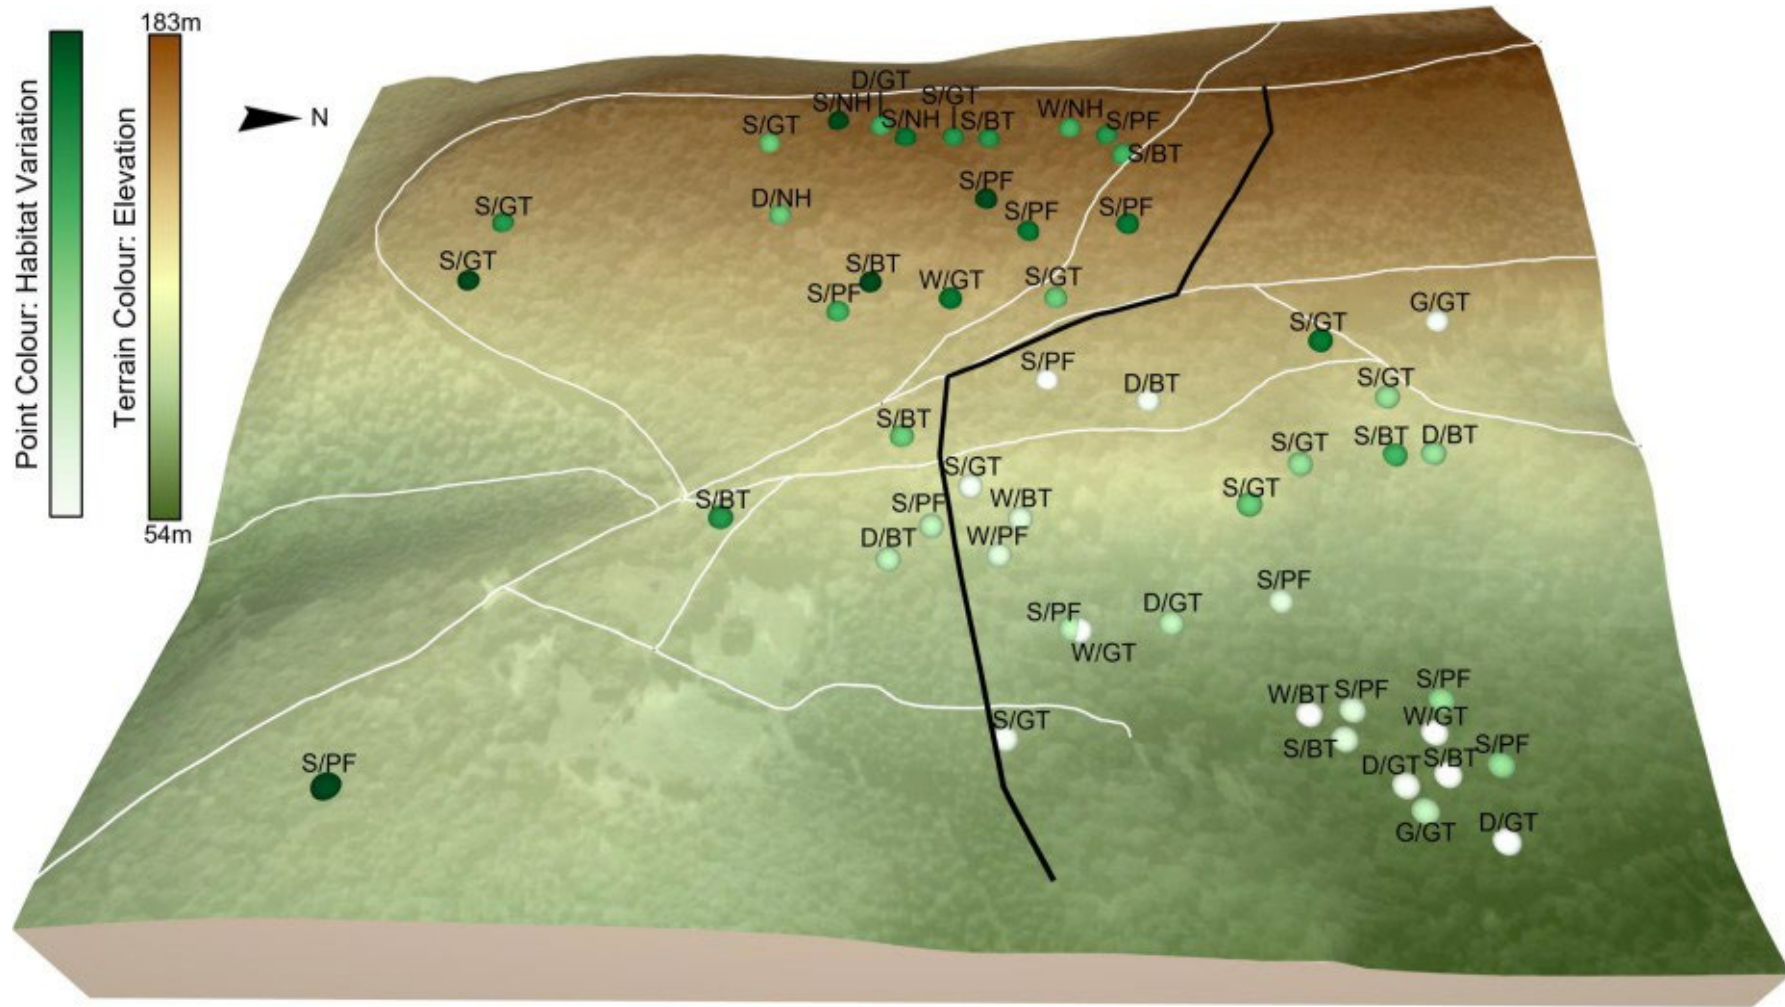 183m
Point Colour: Habitat Variation
Terrain Colour: Elevation
54m
N
D/GT
S/NH
S/GT
S/GT
S/NH
S/BT
W/NH
S/PF
S/BT
S/GT
D/NH
S/PF
S/PF
S/PF
S/GT
S/BT
S/PF
W/GT
S/GT
G/GT
S/GT
S/PF
D/BT
S/GT
S/BT
S/GT
S/BT
D/BT
S/GT
S/BT
S/PF
W/BT
S/GT
D/BT
W/PF
S/PF
S/PF
D/GT
W/GT
W/BT
S/PF
S/PF
S/GT
W/GT
S/BT
S/PF
D/GT
S/BT
S/PF
G/GT
D/GT